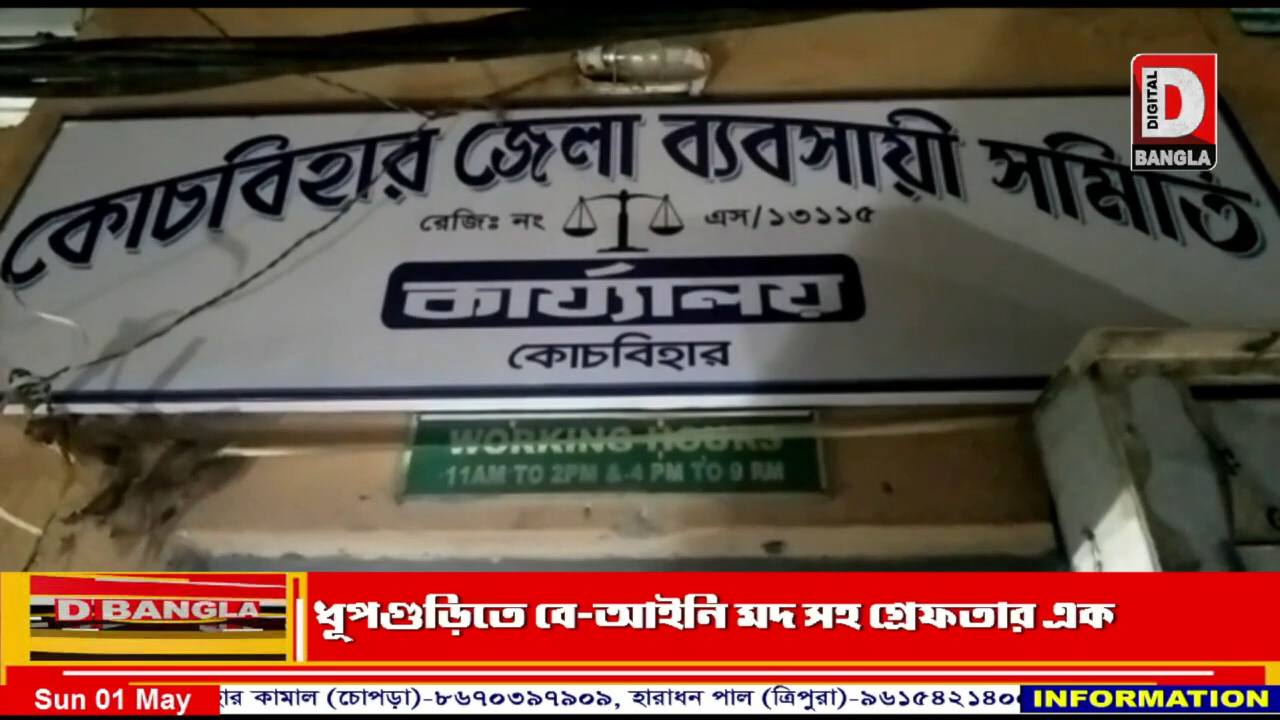 DIGITAL
BANGLA
কোচবিহার জেলা ব্যবসায়ী সমিতি
রেজিঃ নং এস/১৩১১৫
কার্য্যালয়
কোচবিহার
WORKING HOURS
11AM TO 2PM &-4 PM TO 9 RM
D BANGLA
ধূপগুড়িতে বে-আইনি মদ সহ গ্রেফতার এক
Sun 01 May
হার কামাল (চোপড়া)-৮৬৭০৩৯৭৯০৯, হারাধন পাল (ত্রিপুরা)-৯৬১৫৪২১৪০
INFORMATION